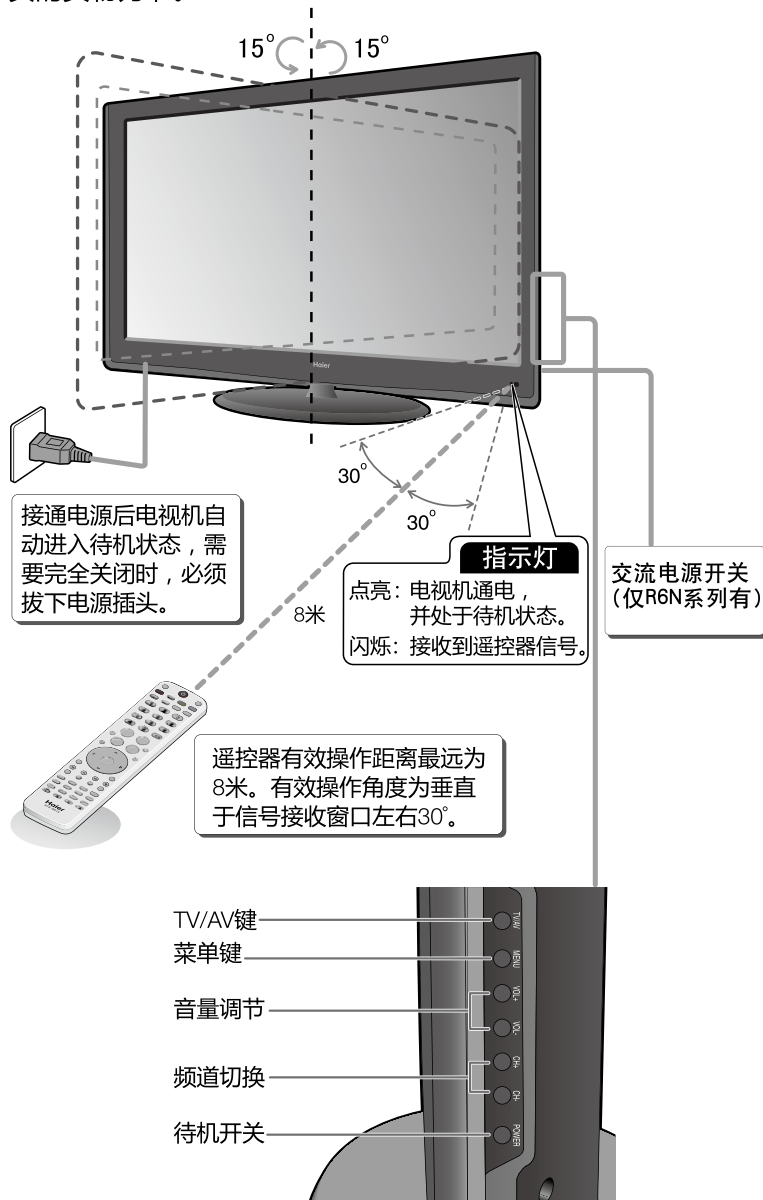 15° 15°
Haier
接通电源后电视机自
动进入待机状态，需
要完全关闭时，必须
拔下电源插头。
30°
30°
8米
指示灯
点亮：电视机通电，
并处于待机状态。
闪烁：接收到遥控器信号。
交流电源开关
(仅R6N系列有)
Haier
遥控器有效操作距离最远为
8米。有效操作角度为垂直
于信号接收窗口左右30°。
TV/AV键
菜单键
音量调节
频道切换
待机开关
TV/AV
MENU
VOL+
VOL-
CH+
CH-
POWER